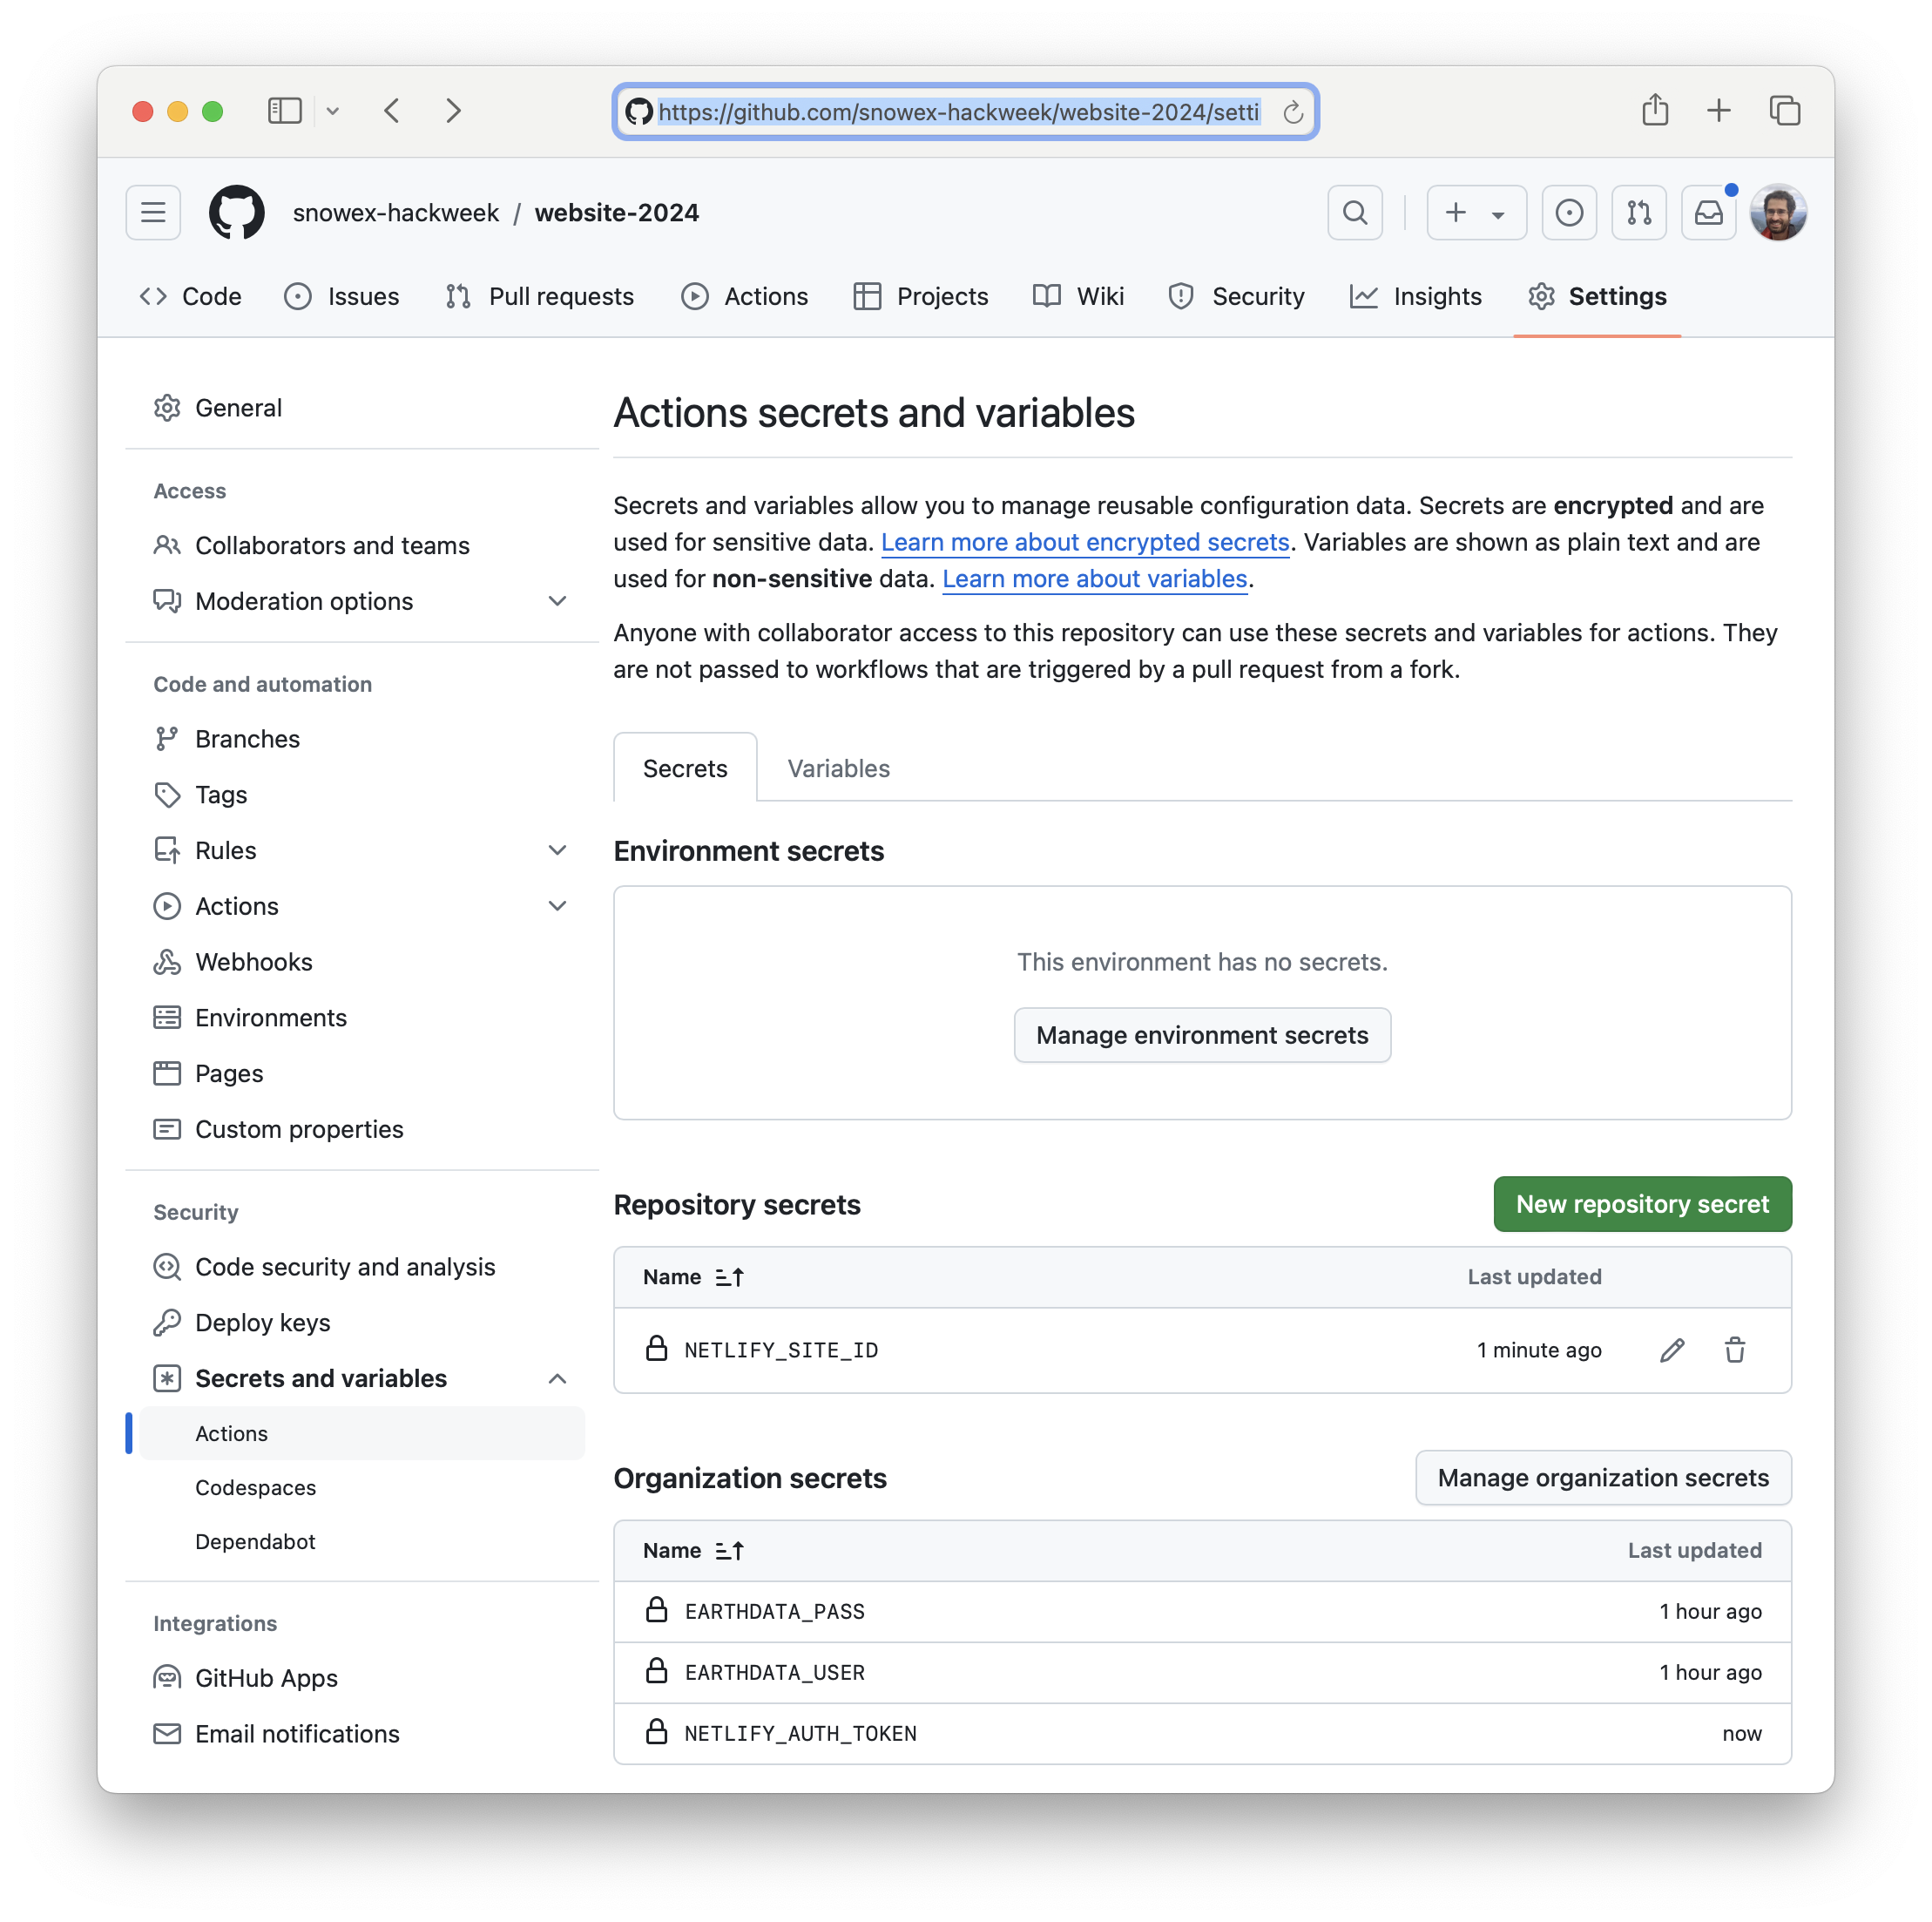 https://github.com/snowex-hackweek/website-2024/setti
snowex-hackweek / website-2024
Code Issues Pull requests Actions Projects Wiki Security Insights Settings
General
Access
Collaborators and teams
Moderation options
Code and automation
Branches
Tags
Rules
Actions
Webhooks
Environments
Pages
Custom properties
Security
Code security and analysis
Deploy keys
Secrets and variables
Actions
Codespaces
Dependabot
Integrations
GitHub Apps
Email notifications
Actions secrets and variables
Secrets and variables allow you to manage reusable configuration data. Secrets are encrypted and are
used for sensitive data. Learn more about encrypted secrets. Variables are shown as plain text and are
used for non-sensitive data. Learn more about variables.
Anyone with collaborator access to this repository can use these secrets and variables for actions. They
are not passed to workflows that are triggered by a pull request from a fork.
Secrets Variables
Environment secrets
This environment has no secrets.
Manage environment secrets
Repository secrets New repository secret
Name Last updated
NETLIFY_SITE_ID 1 minute ago
Organization secrets Manage organization secrets
Name Last updated
EARTHDATA_PASS 1 hour ago
EARTHDATA_USER 1 hour ago
NETLIFY_AUTH_TOKEN now